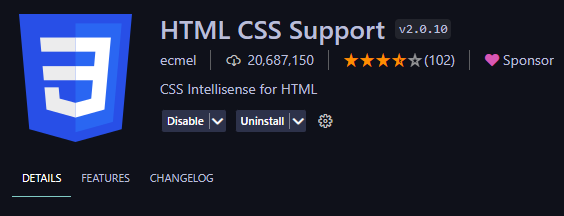 HTML CSS Support v2.0.10
ecmel 20,687,150 (102) Sponsor
CSS Intellisense for HTML
Disable Uninstall
DETAILS FEATURES CHANGELOG